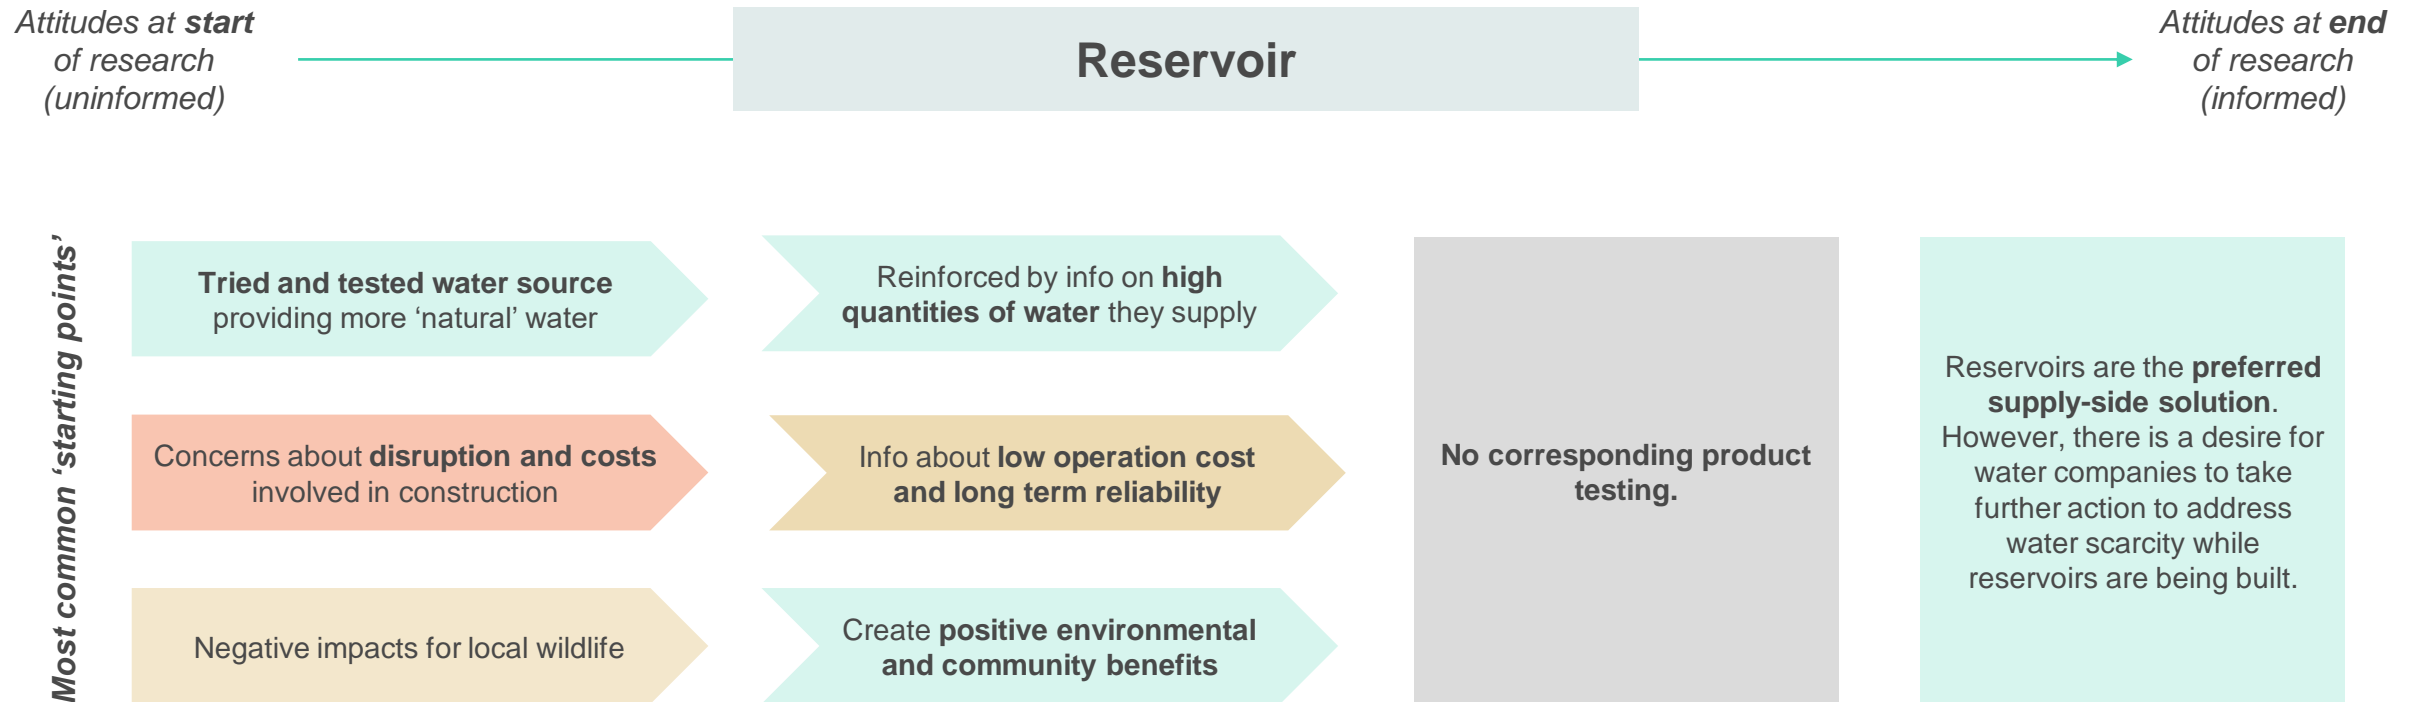 Attitudes at start
of research
(uninformed)
Reservoir
Attitudes at end
of research
(informed)
Most common ‘starting points’
Tried and tested water source
providing more ‘natural’ water
Reinforced by info on high
quantities of water they supply
Concerns about disruption and costs
involved in construction
Info about low operation cost
and long term reliability
Negative impacts for local wildlife
Create positive environmental
and community benefits
No corresponding product
testing.
Reservoirs are the preferred
supply-side solution.
However, there is a desire for
water companies to take
further action to address
water scarcity while
reservoirs are being built.